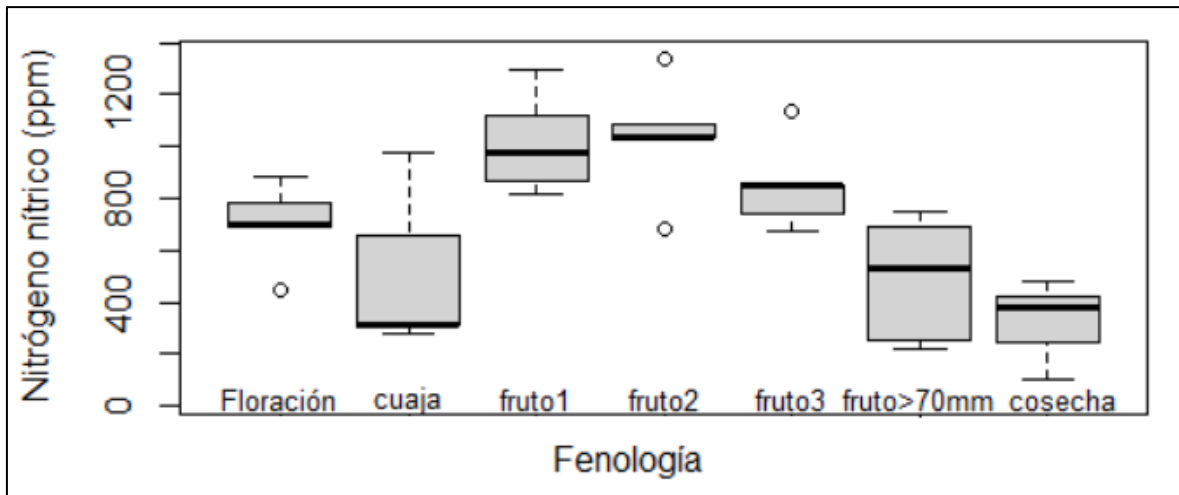 Nitrógeno nítrico (ppm)
1200
800
400
0
Floración cuaja fruto1 fruto2 fruto3 fruto>70mm cosecha
Fenología